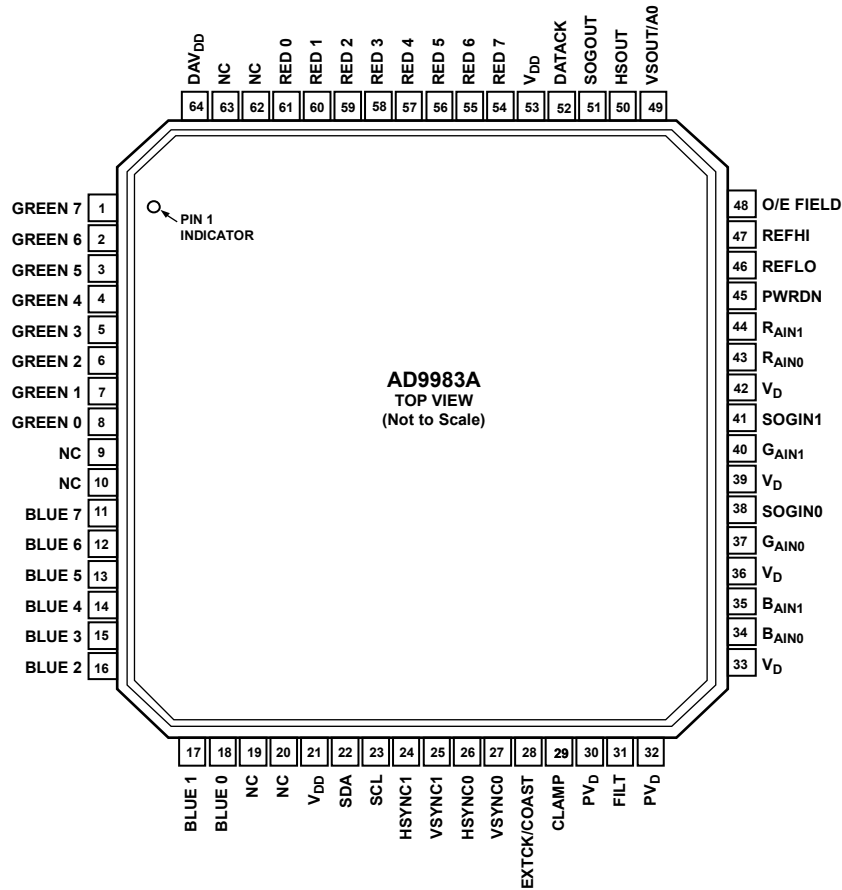 DAVDD
NC
NC
RED 0
RED 1
RED 2
RED 3
RED 4
RED 5
RED 6
RED 7
VDD
DATACK
SOGOUT
HSOUT
VSOUT/A0
64 63 62 61 60 59 58 57 56 55 54 53 52 51 50 49
GREEN 7 1
GREEN 6 2
GREEN 5 3
GREEN 4 4
GREEN 3 5
GREEN 2 6
GREEN 1 7
GREEN 0 8
NC 9
NC 10
BLUE 7 11
BLUE 6 12
BLUE 5 13
BLUE 4 14
BLUE 3 15
BLUE 2 16
PIN 1
INDICATOR
AD9983A
TOP VIEW
(Not to Scale)
48 O/E FIELD
47 REFHI
46 REFLO
45 PWRDN
44 RAIN1
43 RAIN0
42 VD
41 SOGIN1
40 GAIN1
39 VD
38 SOGIN0
37 GAIN0
36 VD
35 BAIN1
34 BAIN0
33 VD
17 18 19 20 21 22 23 24 25 26 27 28 29 30 31 32
BLUE 1
BLUE 0
NC
NC
VDD
SDA
SCL
HSYNC1
VSYNC1
HSYNC0
VSYNC0
EXTCK/COAST
CLAMP
PVD
FILT
PVD